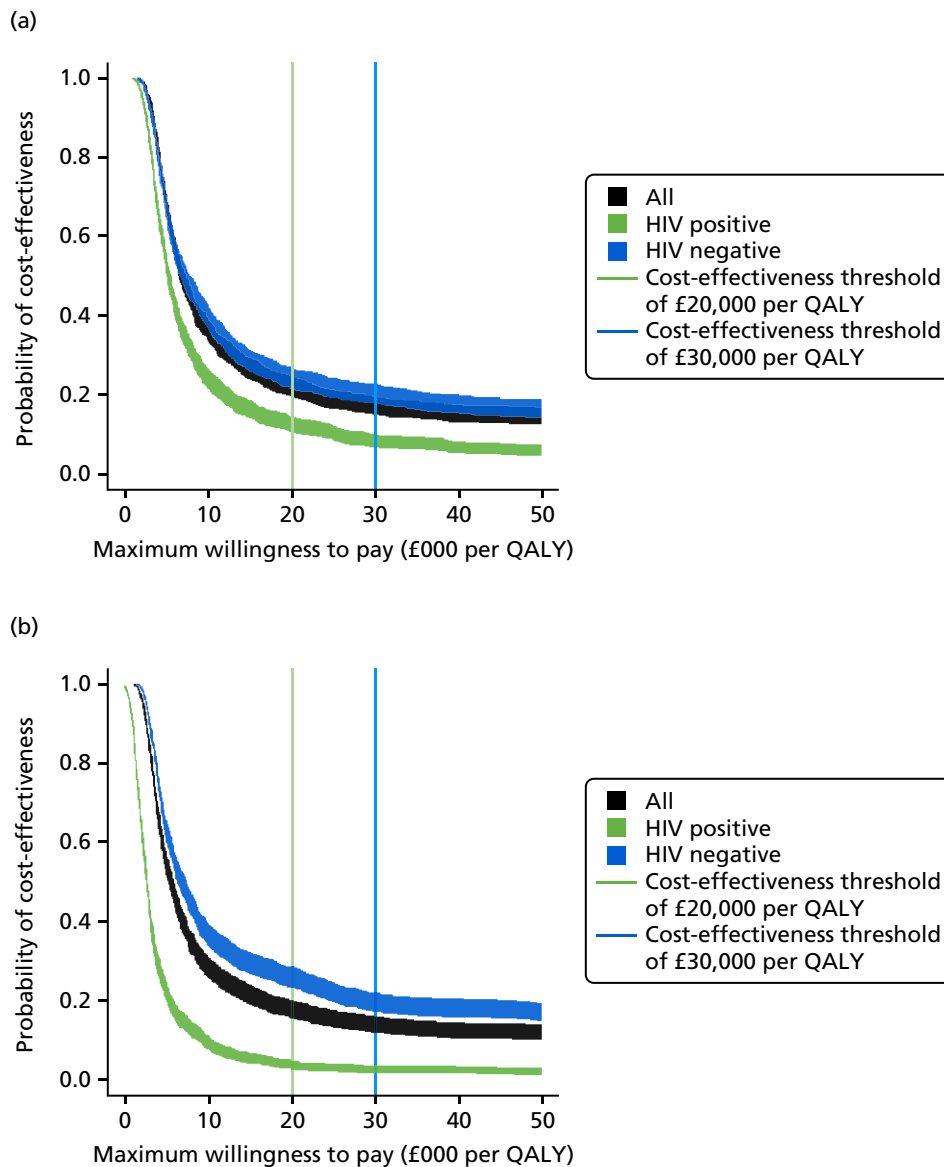 (a)
Probability of cost-effectiveness
1.0
0.8
0.6
0.4
0.2
0.0
0 10 20 30 40 50
Maximum willingness to pay (£000 per QALY)
All
HIV positive
HIV negative
Cost-effectiveness threshold
of £20,000 per QALY
Cost-effectiveness threshold
of £30,000 per QALY
(b)
Probability of cost-effectiveness
1.0
0.8
0.6
0.4
0.2
0.0
0 10 20 30 40 50
Maximum willingness to pay (£000 per QALY)
All
HIV positive
HIV negative
Cost-effectiveness threshold
of £20,000 per QALY
Cost-effectiveness threshold
of £30,000 per QALY